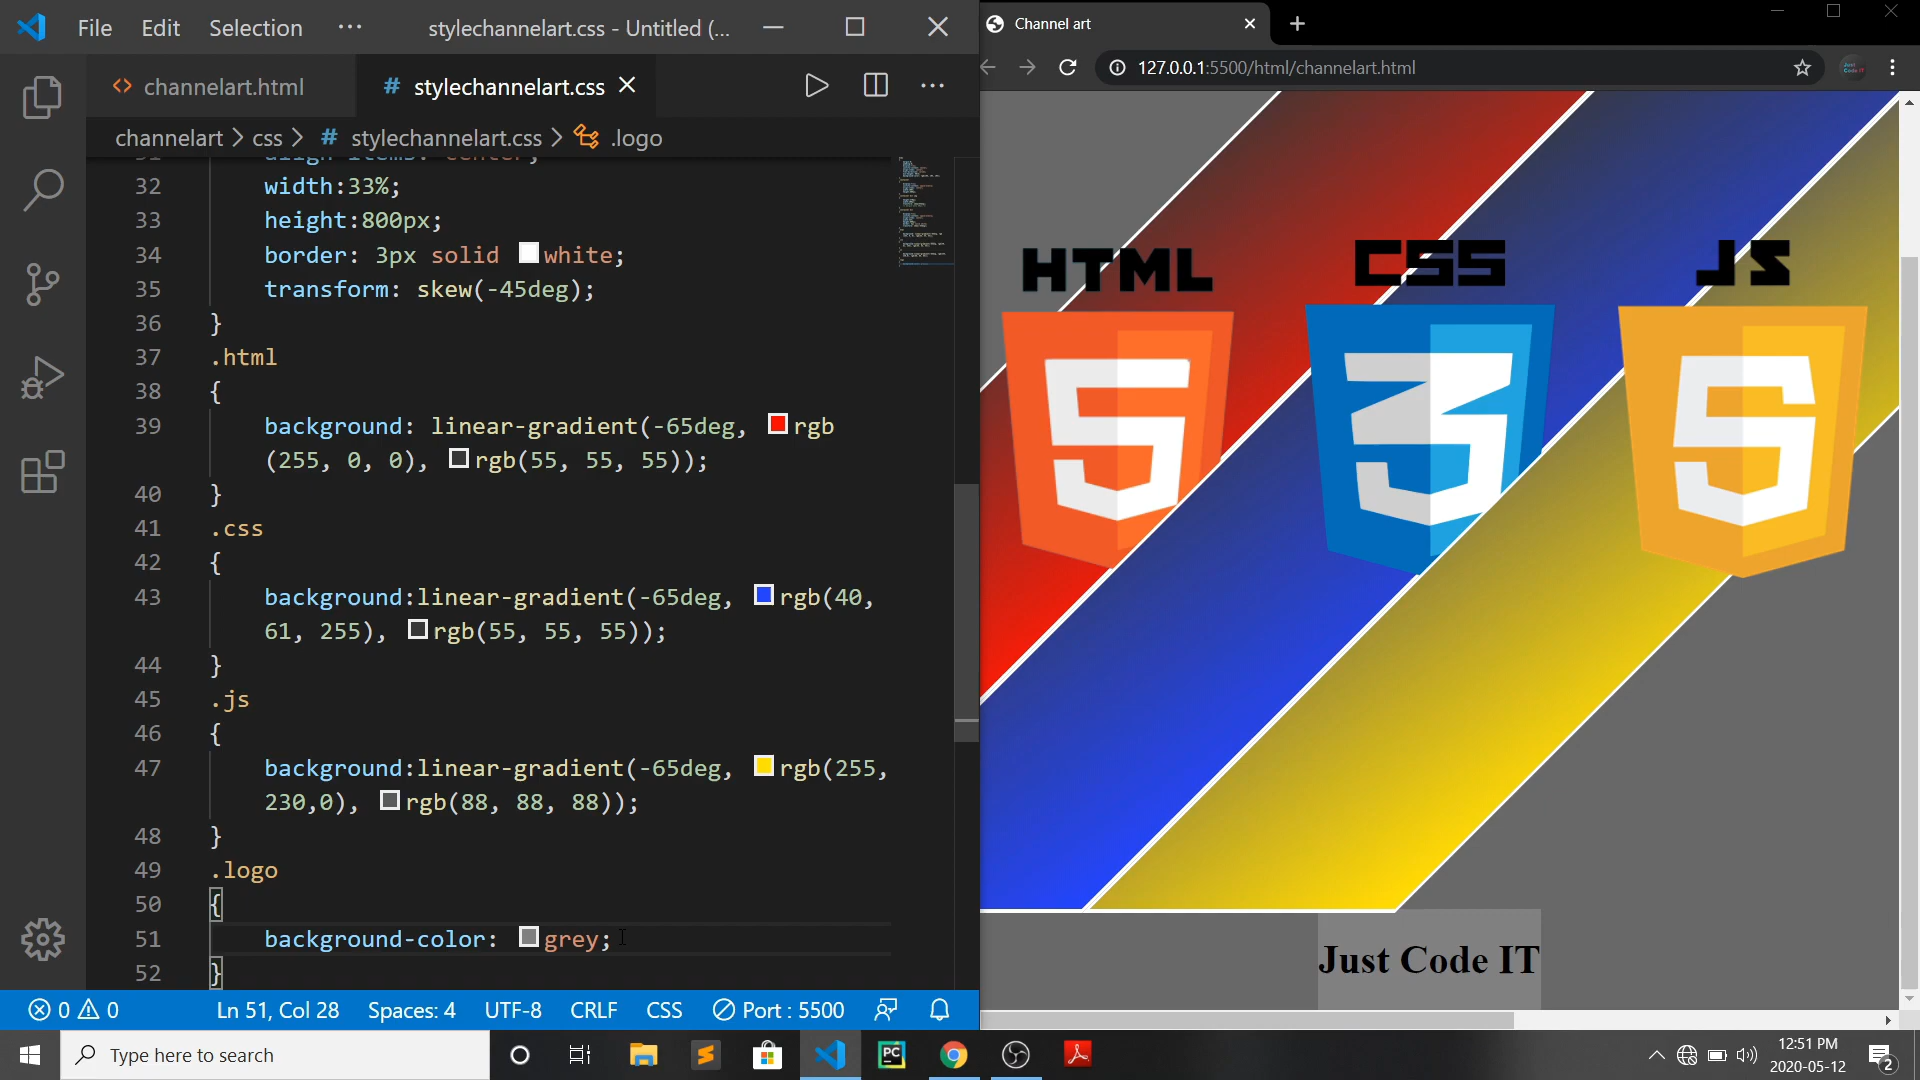 File Edit Selection ··· stylechannelart.css - Untitled (...
channelart.html # stylechannelart.css
channelart > css > # stylechannelart.css > .logo
31 align-items: center;
32 width:33%;
33 height:800px;
34 border: 3px solid white;
35 transform: skew(-45deg);
36 }
37 .html
38 {
39 background: linear-gradient(-65deg, rgb
(255, 0, 0), rgb(55, 55, 55));
40 }
41 .css
42 {
43 background:linear-gradient(-65deg, rgb(40,
61, 255), rgb(55, 55, 55));
44 }
45 .js
46 {
47 background:linear-gradient(-65deg, rgb(255,
230,0), rgb(88, 88, 88));
48 }
49 .logo
50 {
51 background-color: grey;
52 }
0 0 Ln 51, Col 28 Spaces: 4 UTF-8 CRLF CSS Port : 5500
Channel art
127.0.0.1:5500/html/channelart.html
HTML
5
CSS
3
JS
5
Just Code IT
Type here to search
PC
12:51 PM
2020-05-12
2